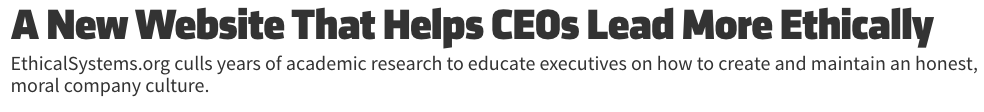 A New Website That Helps CEOs Lead More Ethically
EthicalSystems.org culls years of academic research to educate executives on how to create and maintain an honest,
moral company culture.